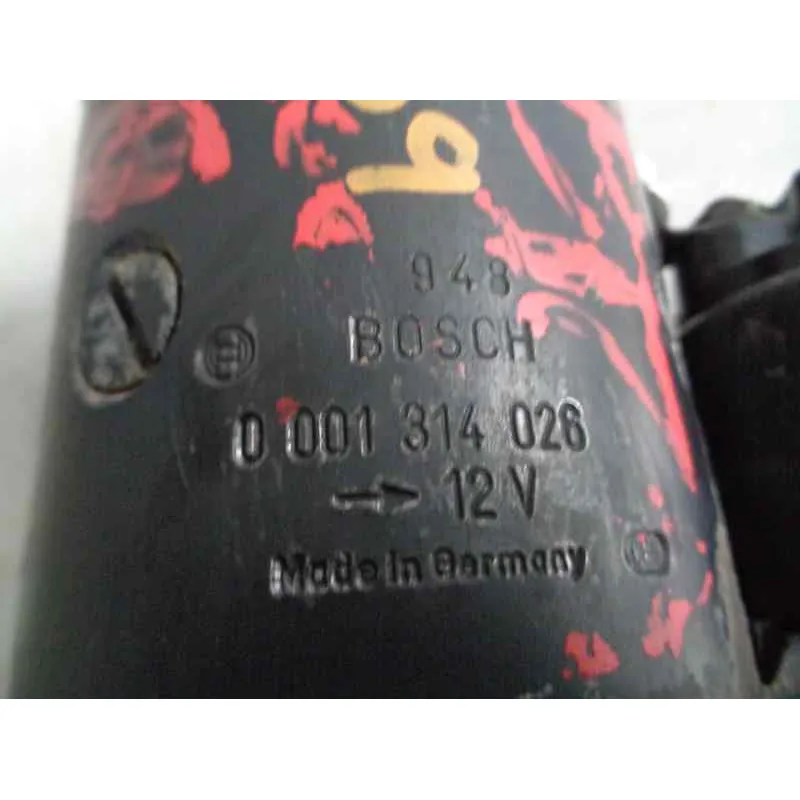 948
BOSCH
0 001 314 026
→ 12 V
Made in Germany